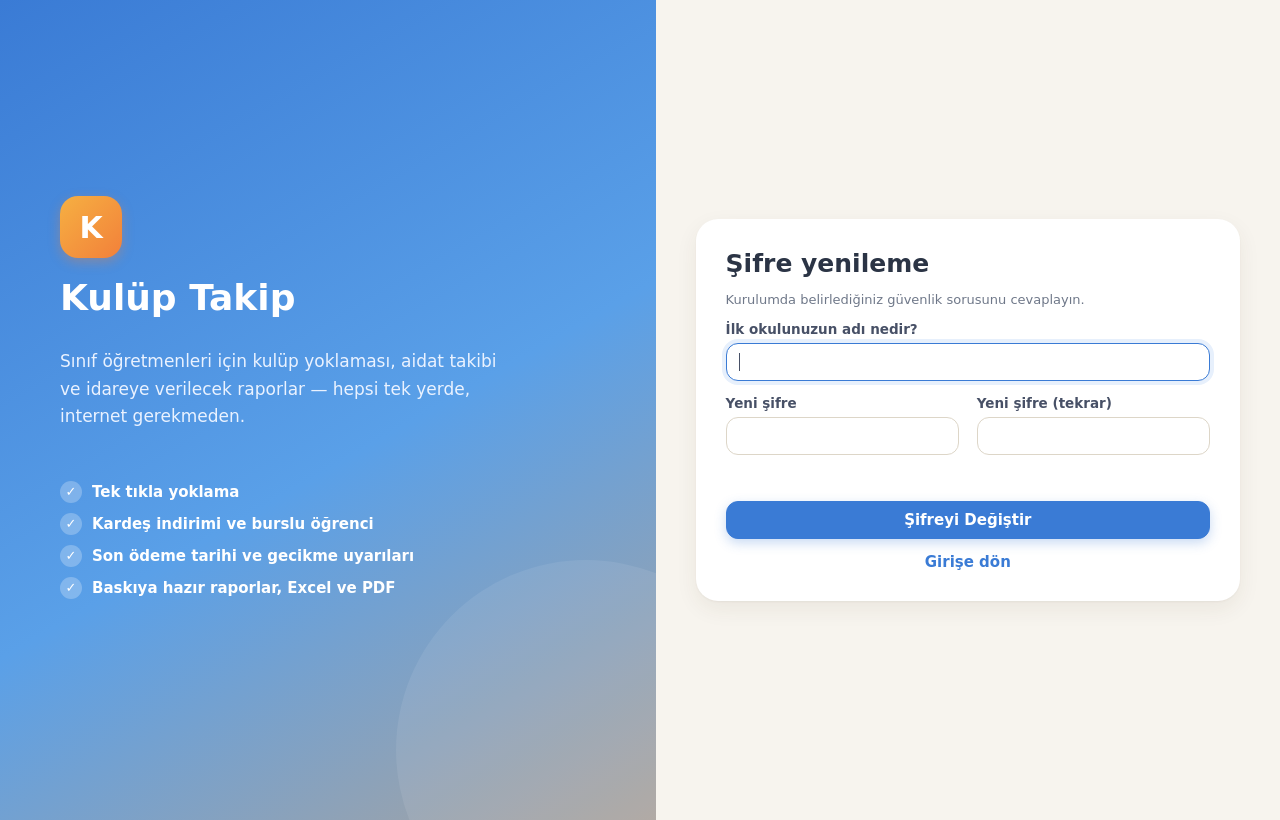 K
Kulüp Takip
Sınıf öğretmenleri için kulüp yoklaması, aidat takibi
ve idareye verilecek raporlar — hepsi tek yerde,
internet gerekmeden.
✓ Tek tıkla yoklama
✓ Kardeş indirimi ve burslu öğrenci
✓ Son ödeme tarihi ve gecikme uyarıları
✓ Baskıya hazır raporlar, Excel ve PDF
Şifre yenileme
Kurulumda belirlediğiniz güvenlik sorusunu cevaplayın.
İlk okulunuzun adı nedir?
Yeni şifre
Yeni şifre (tekrar)
Şifreyi Değiştir
Girişe dön